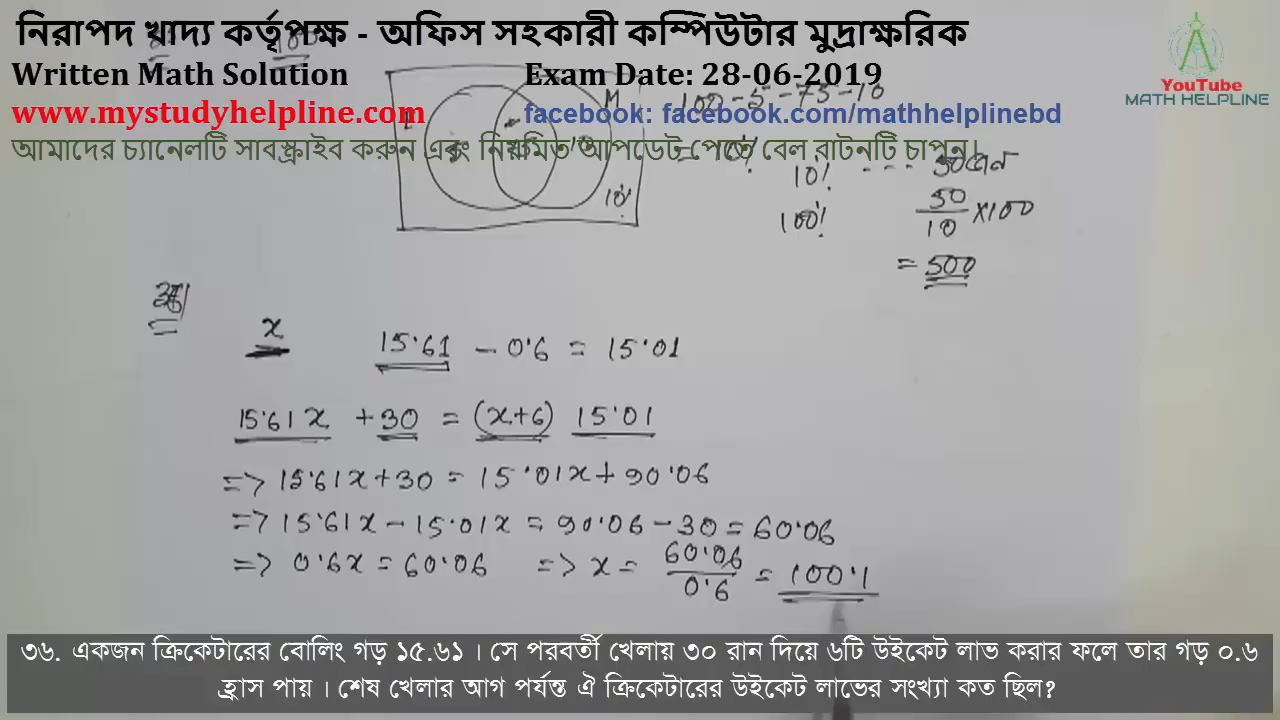 নিরাপদ খাদ্য কর্তৃপক্ষ - অফিস সহকারী কম্পিউটার মুদ্রাক্ষরিক
Written Math Solution Exam Date: 28-06-2019
www.mystudyhelpline.com facebook: facebook.com/mathhelplinebd
আমাদের চ্যানেলটি সাবস্ক্রাইব করুন এবং নিয়মিত আপডেট পেতে বেল বাটনটি চাপুন।
YouTube
MATH HELPLINE
M
100 - 5 - 75 - 10
= 10%
10%
10% ---- 50জন
100% 50/10 × 100
= 500
x 15.61 - 0.6 = 15.01
15.61x + 30 = (x+6) 15.01
=> 15.61x + 30 = 15.01x + 90.06
=> 15.61x - 15.01x = 90.06 - 30 = 60.06
=> 0.6x = 60.06 => x = 60.06/0.6 = 100.1
৩৬. একজন ক্রিকেটারের বোলিং গড় ১৫.৬১ । সে পরবর্তী খেলায় ৩০ রান দিয়ে ৬টি উইকেট লাভ করার ফলে তার গড় ০.৬
হ্রাস পায় । শেষ খেলার আগ পর্যন্ত ঐ ক্রিকেটারের উইকেট লাভের সংখ্যা কত ছিল?